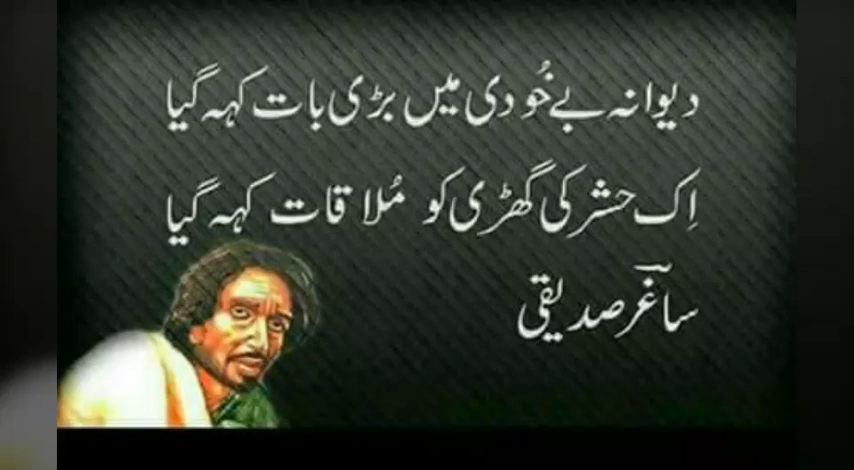 دیوانہ بے خُودی میں بڑی بات کہہ گیا
اِک حشر کی گھڑی کو مُلاقات کہہ گیا
ساغرؔ صدیقی